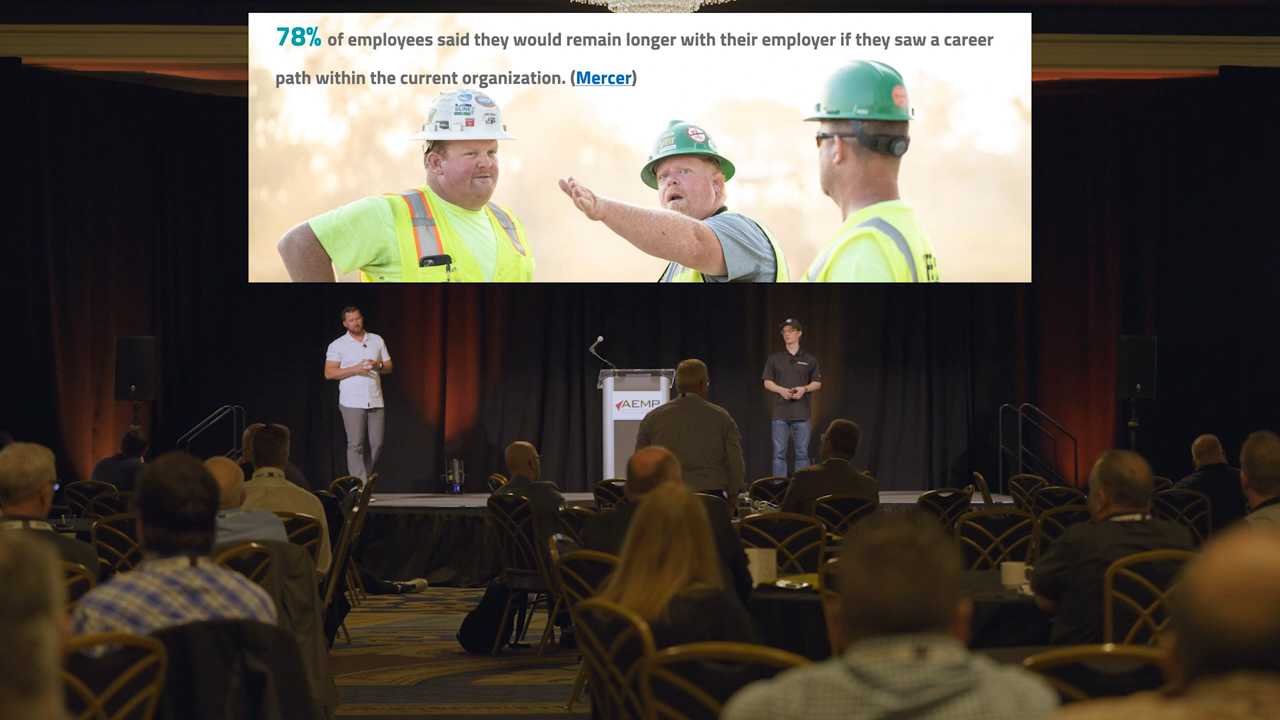 78% of employees said they would remain longer with their employer if they saw a career
path within the current organization. (Mercer)
AEMP